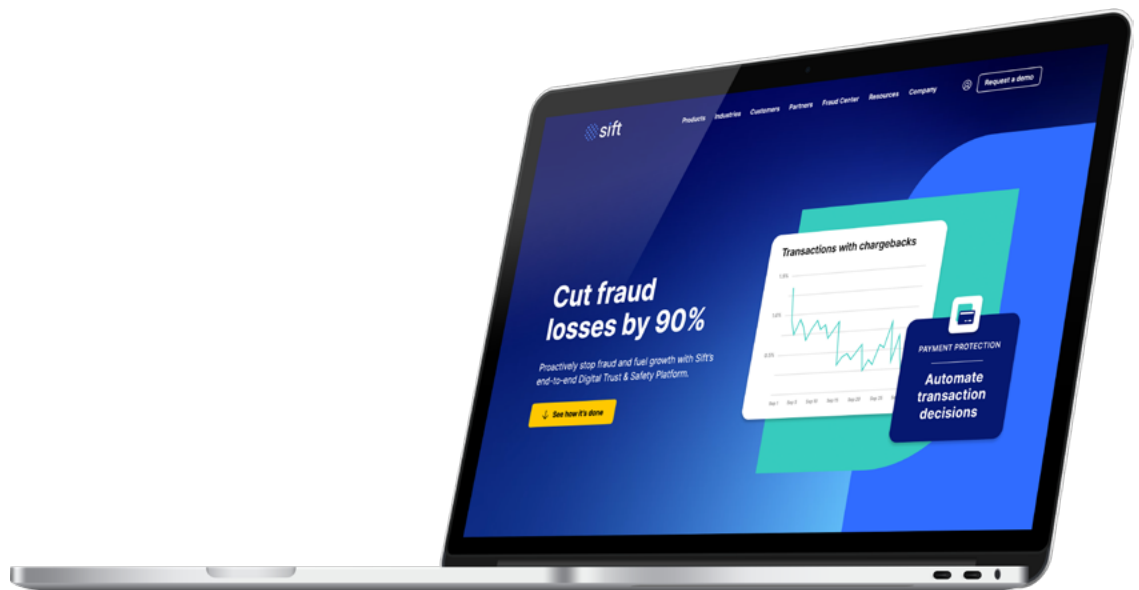 sift
Products Industries Customers Partners Fraud Center Resources Company
Request a demo
Cut fraud
losses by 90%
Proactively stop fraud and fuel growth with Sift's
end-to-end Digital Trust & Safety Platform.
See how it's done
Transactions with chargebacks
PAYMENT PROTECTION
Automate
transaction
decisions